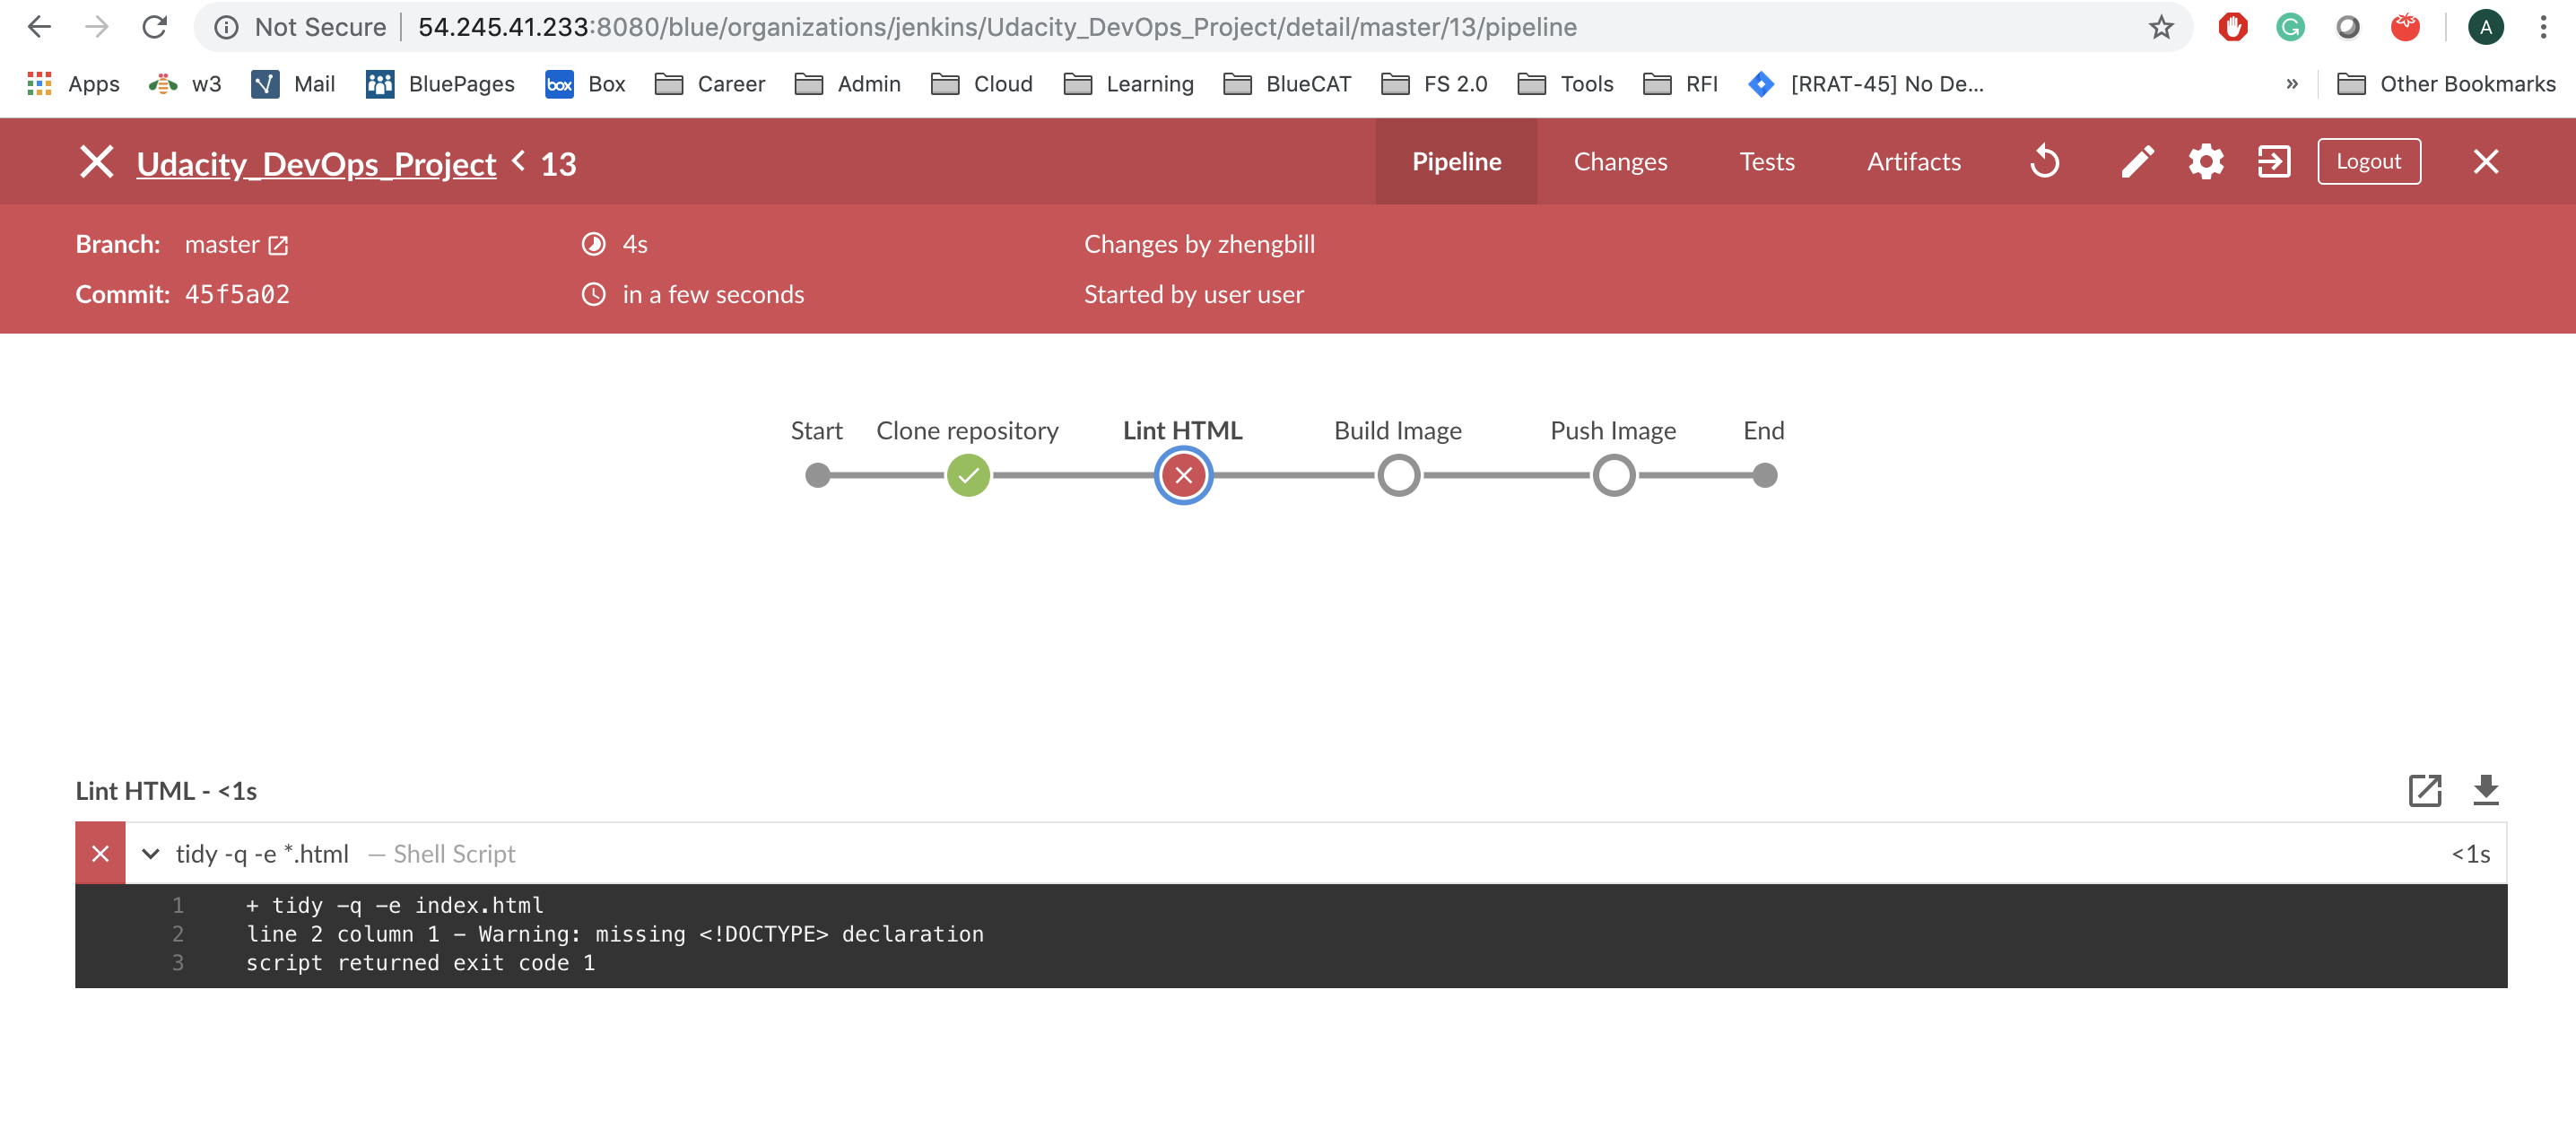 Not Secure | 54.245.41.233:8080/blue/organizations/jenkins/Udacity_DevOps_Project/detail/master/13/pipeline A
Apps w3 Mail BluePages box Box Career Admin Cloud Learning BlueCAT FS 2.0 Tools RFI [RRAT-45] No De... » Other Bookmarks
Udacity_DevOps_Project < 13 Pipeline Changes Tests Artifacts Logout
Branch: master 4s Changes by zhengbill
Commit: 45f5a02 in a few seconds Started by user user
Start Clone repository Lint HTML Build Image Push Image End
Lint HTML - <1s
tidy -q -e *.html — Shell Script <1s
1 + tidy -q -e index.html
2 line 2 column 1 - Warning: missing <!DOCTYPE> declaration
3 script returned exit code 1